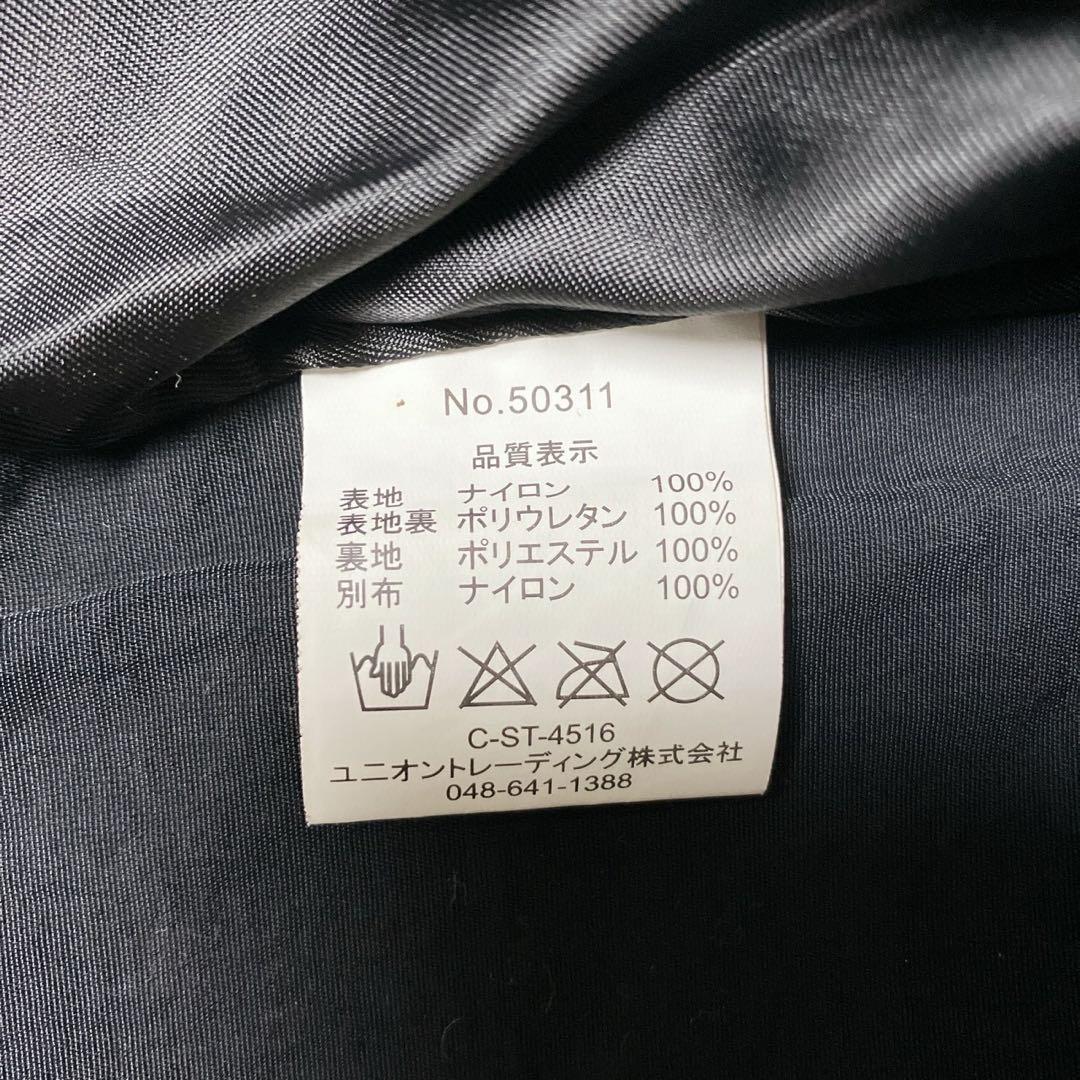 No.50311
品質表示
表地 ナイロン 100%
表地裏 ポリウレタン 100%
裏地 ポリエステル 100%
別布 ナイロン 100%
C-ST-4516
ユニオントレーディング株式会社
048-641-1388